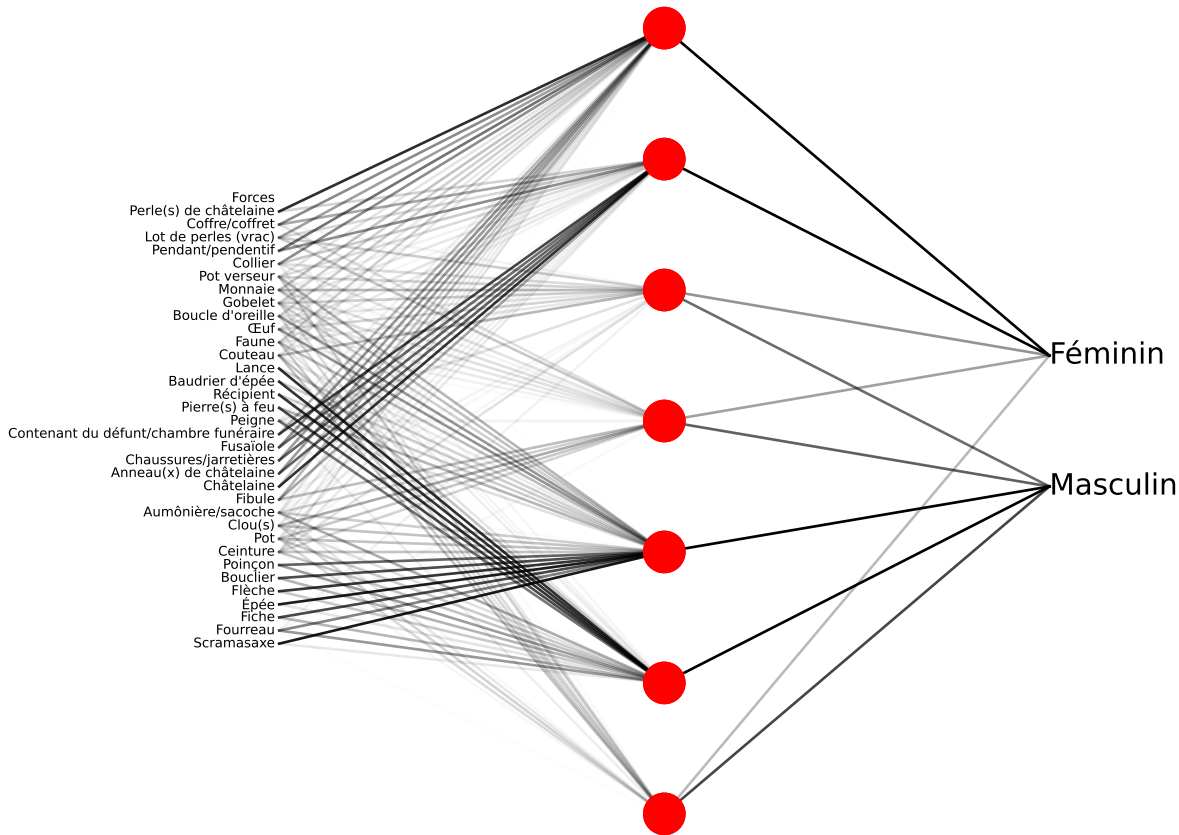 Forces
Perle(s) de châtelaine
Coffre/coffret
Lot de perles (vrac)
Pendant/pendentif
Collier
Pot verseur
Monnaie
Gobelet
Boucle d'oreille
Œuf
Faune
Couteau
Lance
Baudrier d'épée
Récipient
Pierre(s) à feu
Peigne
Contenant du défunt/chambre funéraire
Fusaïole
Chaussures/jarretières
Anneau(x) de châtelaine
Châtelaine
Fibule
Aumônière/sacoche
Clou(s)
Pot
Ceinture
Poinçon
Bouclier
Flèche
Épée
Fiche
Fourreau
Scramasaxe
Féminin
Masculin